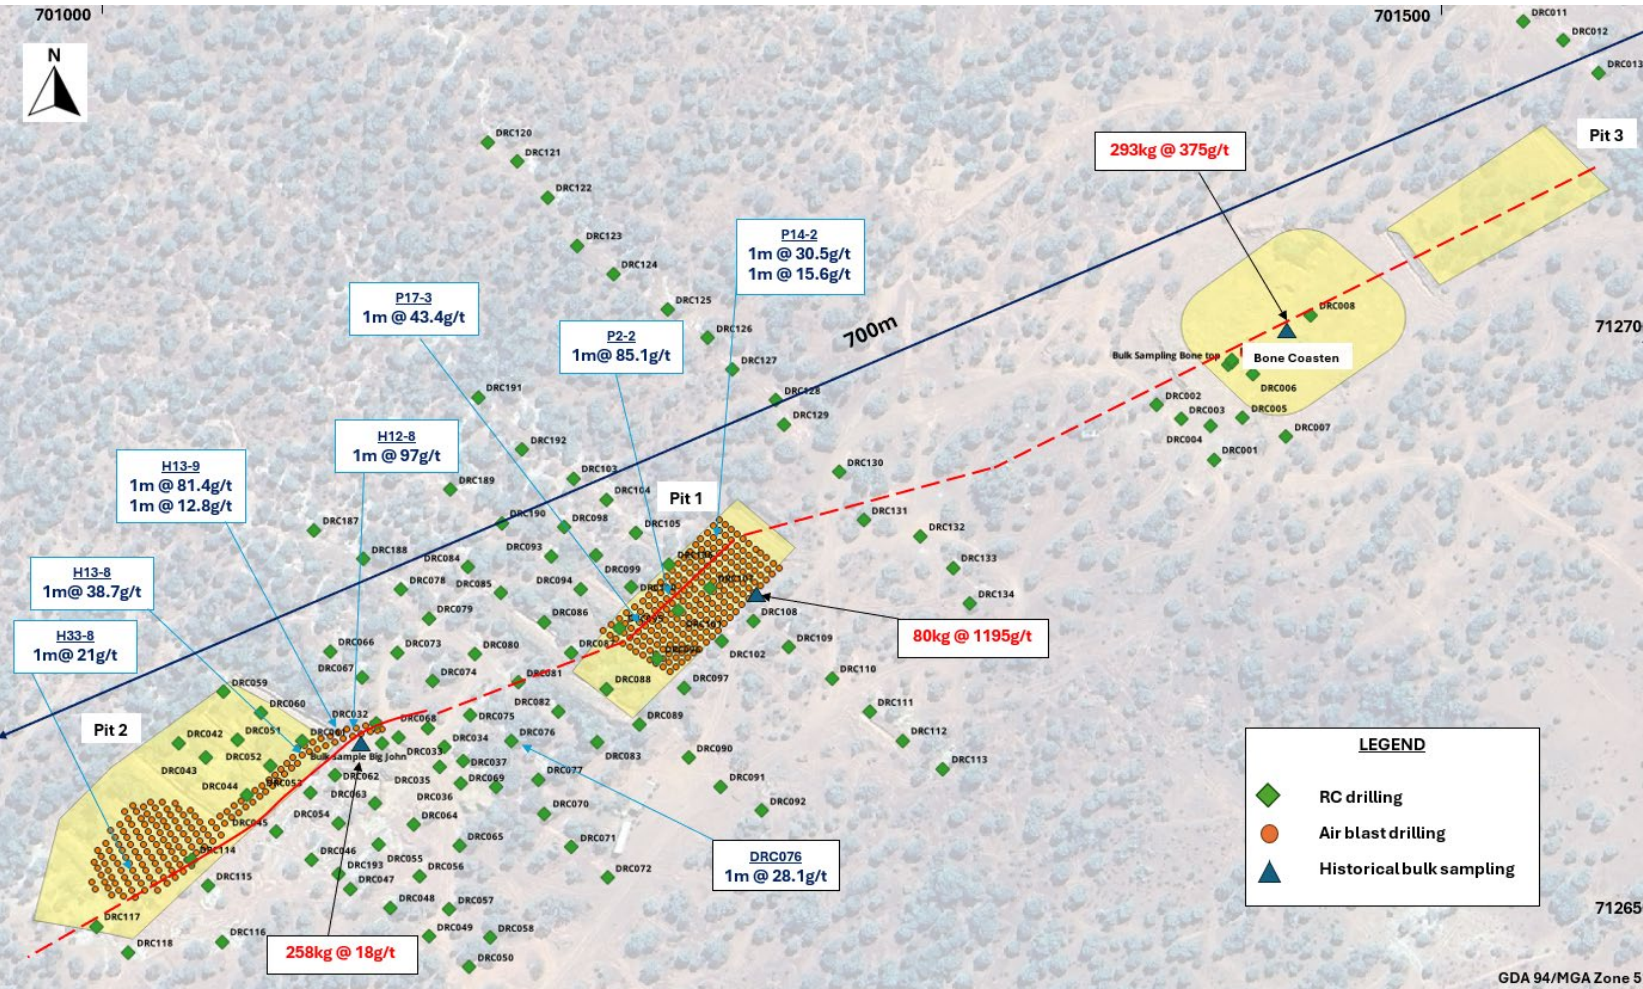 701000
701500
DRC011
DRC012
DRC013
N
Pit 3
293kg @ 375g/t
DRC120
DRC121
DRC122
DRC123
DRC124
DRC125
DRC126
DRC127
DRC128
DRC129
P14-2
1m @ 30.5g/t
1m @ 15.6g/t
P17-3
1m @ 43.4g/t
P2-2
1m@ 85.1g/t
700m
71270
DRC008
Bulk Sampling Bone top
Bone Coasten
DRC006
DRC002
DRC003
DRC005
DRC004
DRC007
DRC001
DRC191
DRC192
H12-8
1m @ 97g/t
H13-9
1m @ 81.4g/t
1m @ 12.8g/t
DRC103
DRC104
DRC189
DRC190
DRC098
DRC105
Pit 1
DRC130
DRC131
DRC132
DRC133
DRC134
DRC187
DRC188
DRC084
DRC093
DRC099
DRC078
DRC085
DRC094
DRC079
DRC086
H13-8
1m@ 38.7g/t
H33-8
1m@ 21g/t
DRC108
80kg @ 1195g/t
DRC109
DRC102
DRC110
DRC066
DRC073
DRC080
DRC087
DRC067
DRC074
DRC081
DRC088
DRC097
DRC059
DRC060
DRC032
DRC068
DRC075
DRC082
DRC089
DRC111
Pit 2
DRC042
DRC051
DRC033
DRC034
DRC076
DRC083
DRC090
DRC112
DRC043
DRC052
Bulk Sample Big John
DRC037
DRC113
DRC044
DRC053
DRC062
DRC035
DRC069
DRC077
DRC091
DRC063
DRC036
DRC070
DRC092
DRC045
DRC054
DRC064
DRC065
DRC071
DRC114
DRC046
DRC193
DRC055
DRC056
DRC072
DRC115
DRC047
DRC076
1m @ 28.1g/t
DRC048
DRC057
DRC117
DRC118
DRC116
DRC049
DRC058
DRC050
258kg @ 18g/t
LEGEND
RC drilling
Air blast drilling
Historical bulk sampling
71265
GDA 94/MGA Zone 5